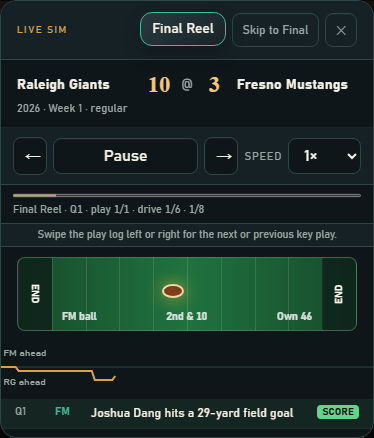 LIVE SIM
Final Reel
Skip to Final
×
Raleigh Giants 10 @ 3 Fresno Mustangs
2026 · Week 1 · regular
← Pause → SPEED 1×
Final Reel · Q1 · play 1/1 · drive 1/6 · 1/8
Swipe the play log left or right for the next or previous key play.
END
END
FM ball 2nd & 10 Own 46
FM ahead
RG ahead
Q1 FM Joshua Dang hits a 29-yard field goal SCORE